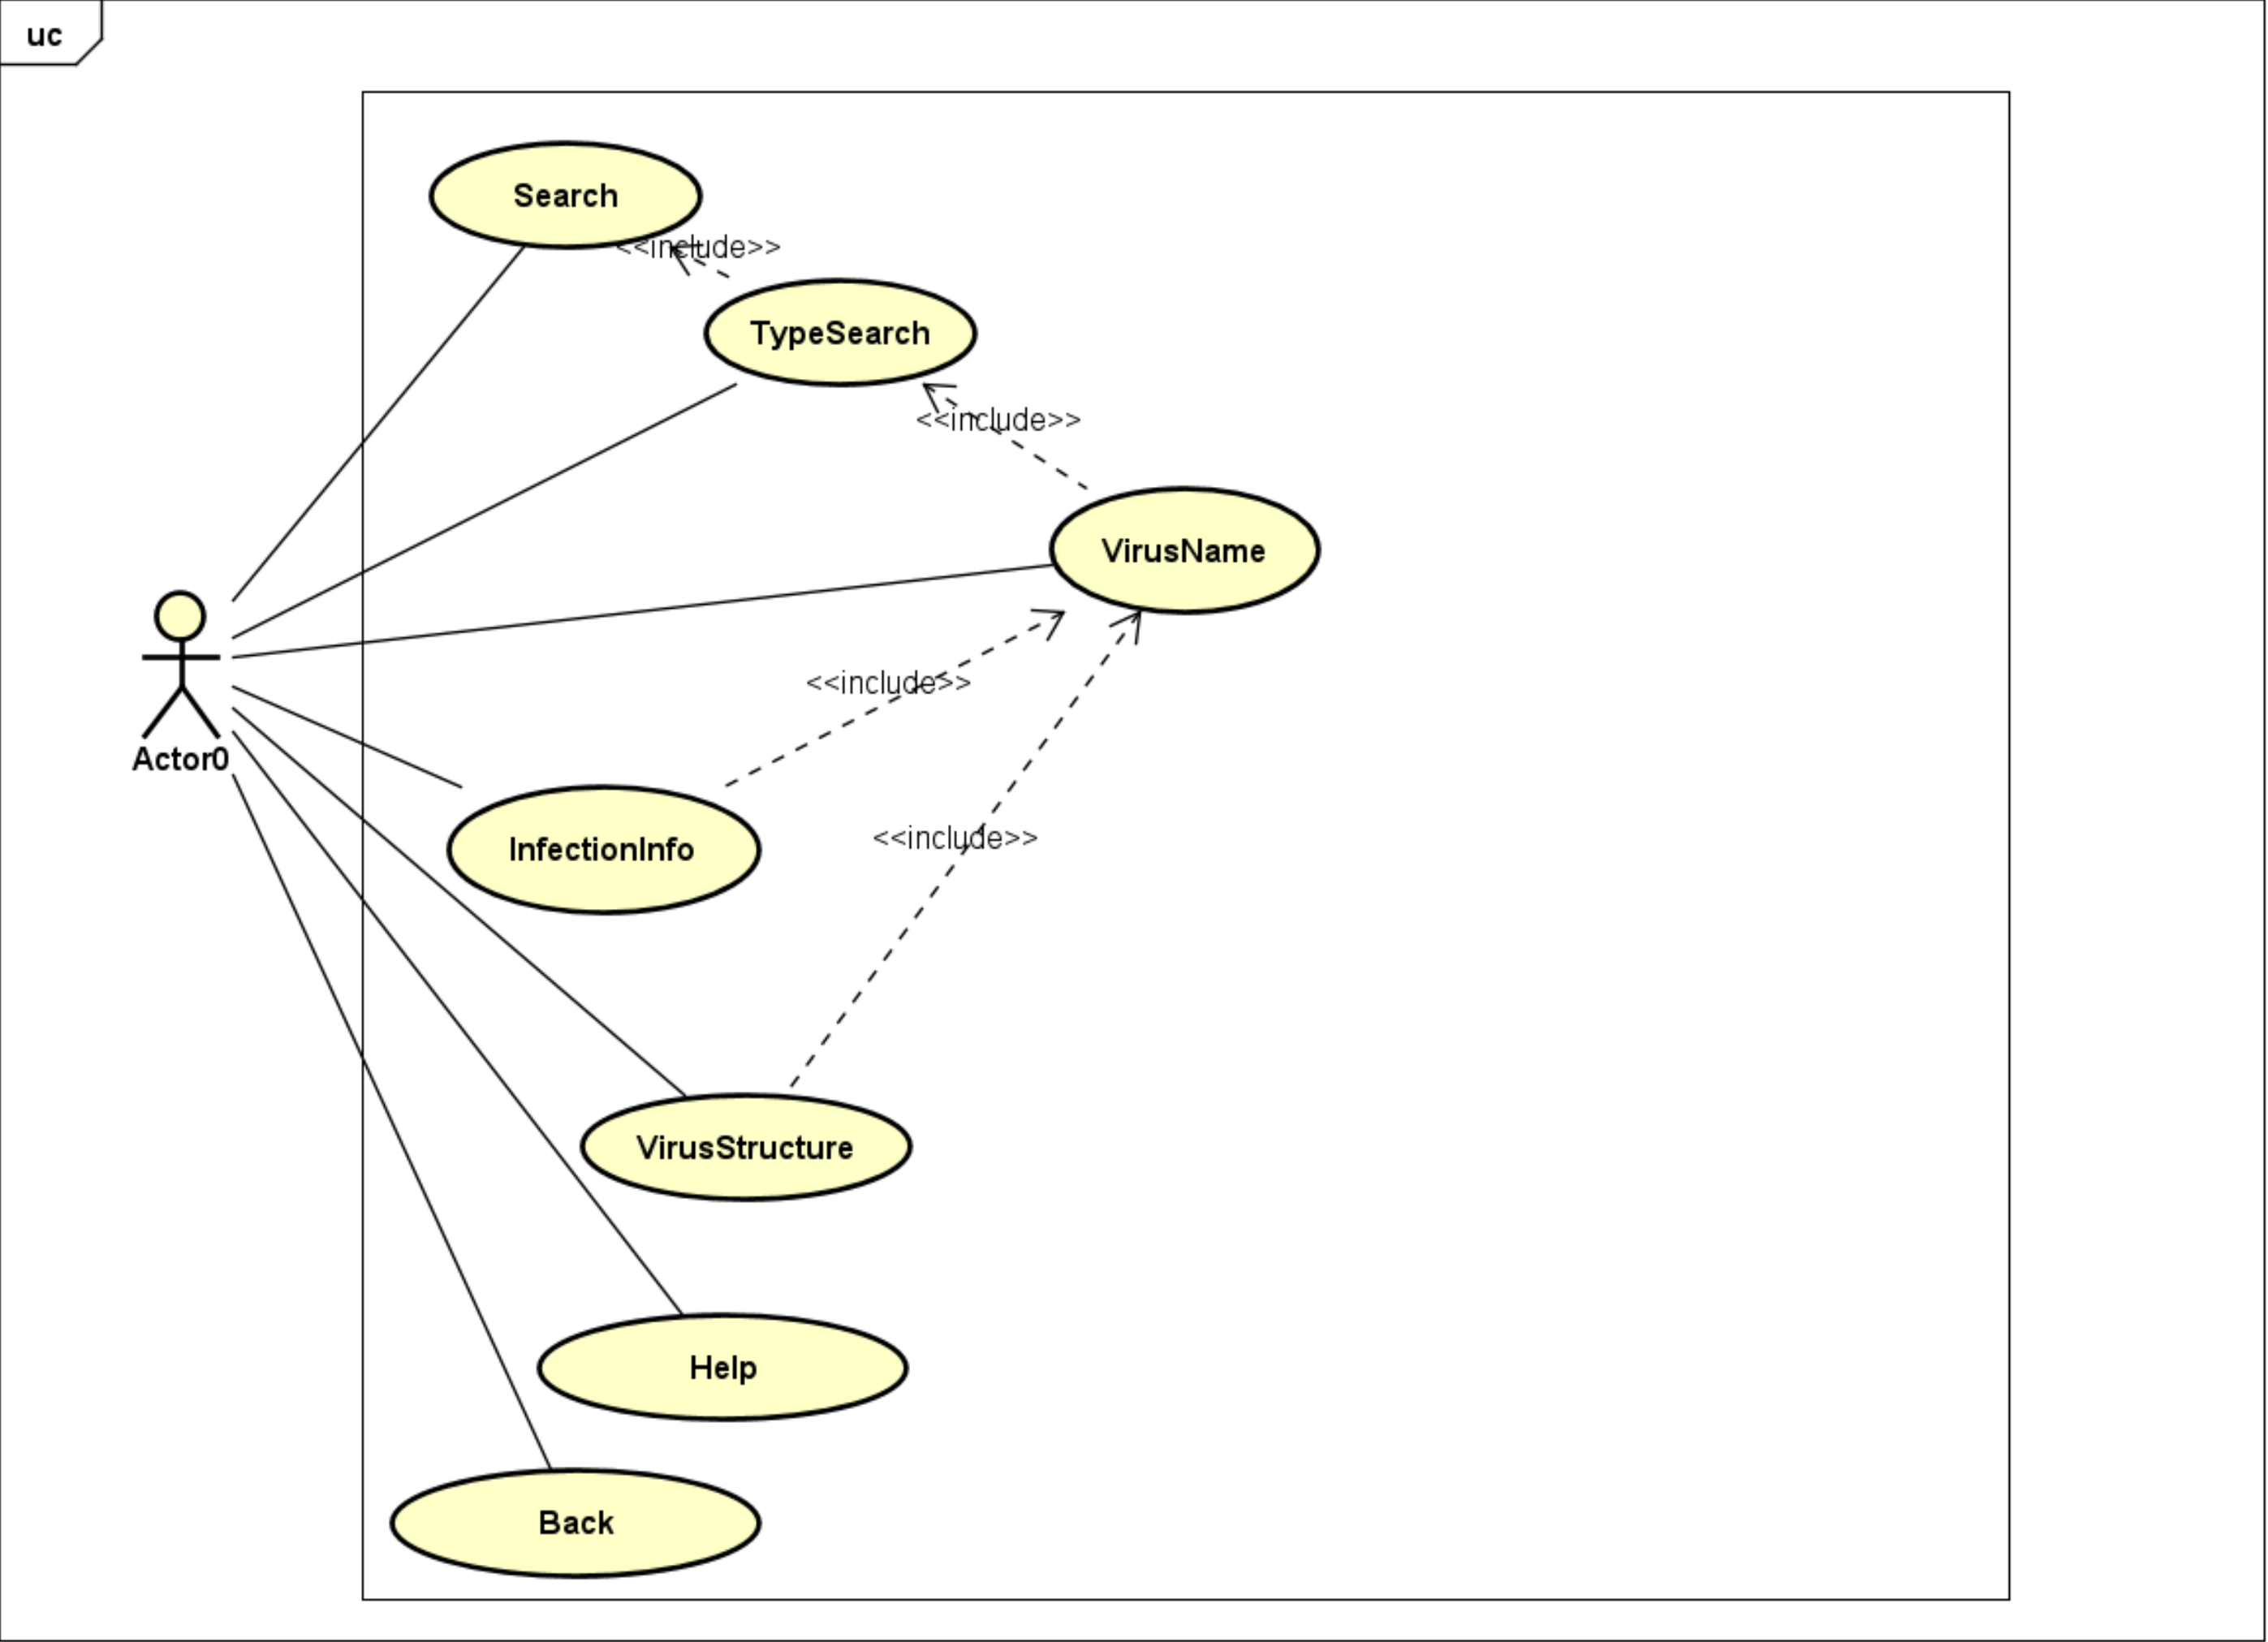 uc
Search
<<include>>
TypeSearch
<<include>>
VirusName
<<include>>
Actor0
InfectionInfo
<<include>>
VirusStructure
Help
Back